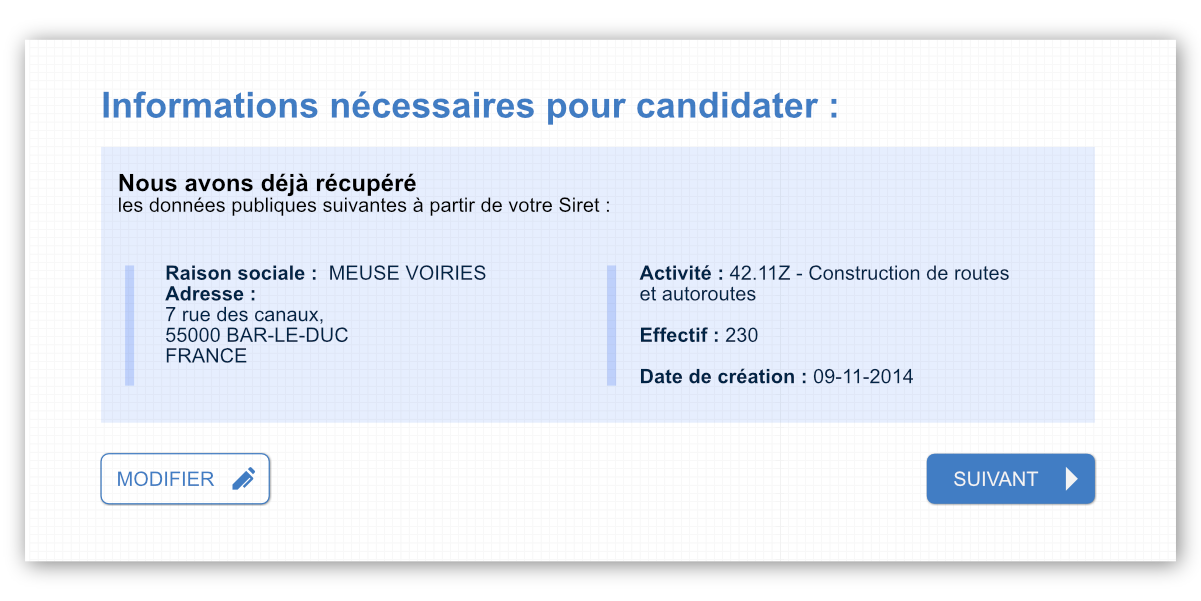 Informations nécessaires pour candidater :
Nous avons déjà récupéré
les données publiques suivantes à partir de votre Siret :
Raison sociale : MEUSE VOIRIES
Adresse :
7 rue des canaux,
55000 BAR-LE-DUC
FRANCE
Activité : 42.11Z - Construction de routes
et autoroutes
Effectif : 230
Date de création : 09-11-2014
MODIFIER
SUIVANT